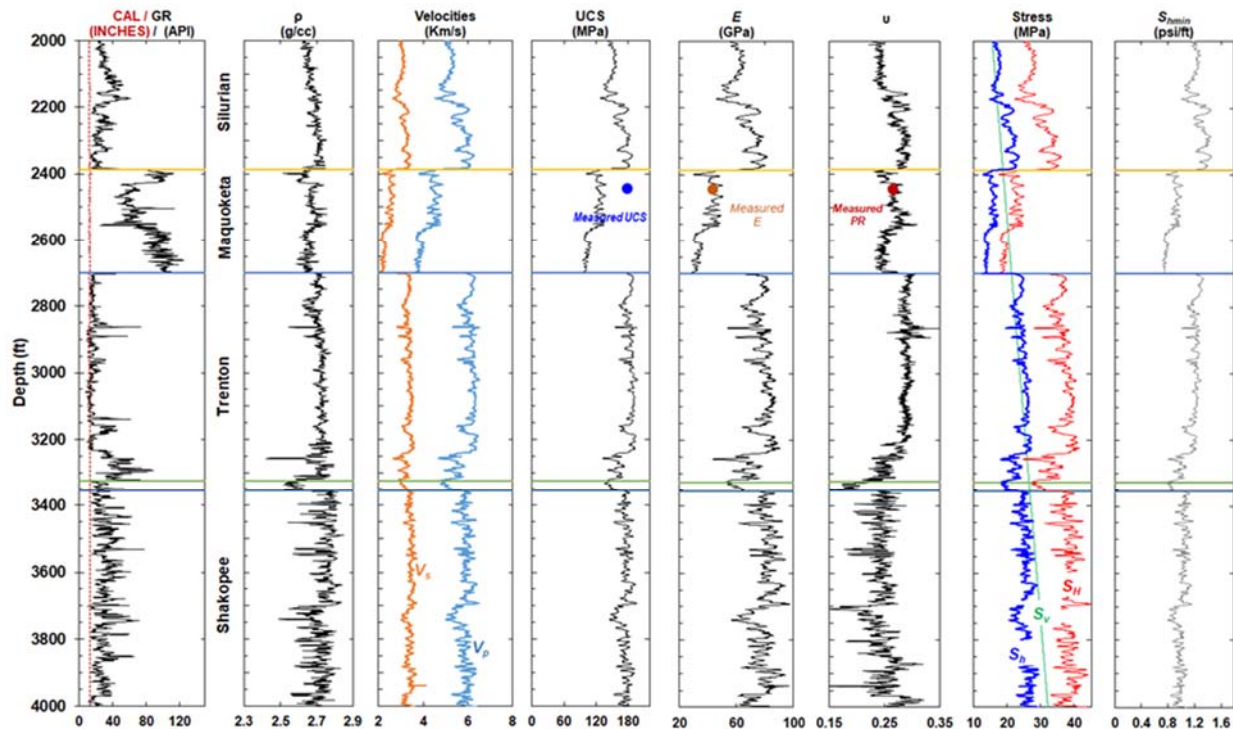 CAL / GR
(INCHES) / (API)
ρ
(g/cc)
Velocities
(Km/s)
UCS
(MPa)
E
(GPa)
υ
Stress
(MPa)
Shmin
(psi/ft)
Depth (ft)
2000
2200
2400
2600
2800
3000
3200
3400
3600
3800
4000
Silurian
Maquoketa
Trenton
Shakopee
Measured UCS
Measured
E
Measured
PR
Vs
Vp
SH
Sv
Sh
0 40 80 120
2.3 2.5 2.7 2.9
2 4 6 8
0 60 120 180
20 60 100
0.15 0.25 0.35
10 20 30 40
0 0.4 0.8 1.2 1.6